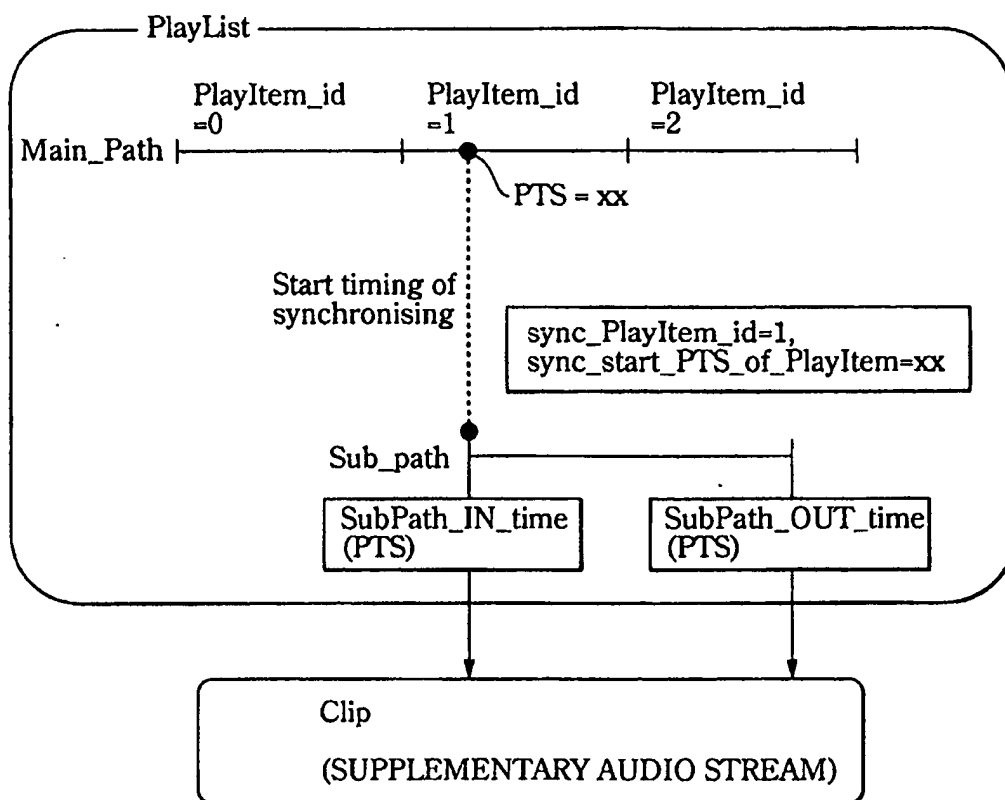 PlayList
PlayItem_id
=0
PlayItem_id
=1
PlayItem_id
=2
Main_Path
PTS = xx
Start timing of
synchronising
sync_PlayItem_id=1,
sync_start_PTS_of_PlayItem=xx
Sub_path
SubPath_IN_time
(PTS)
SubPath_OUT_time
(PTS)
Clip
(SUPPLEMENTARY AUDIO STREAM)